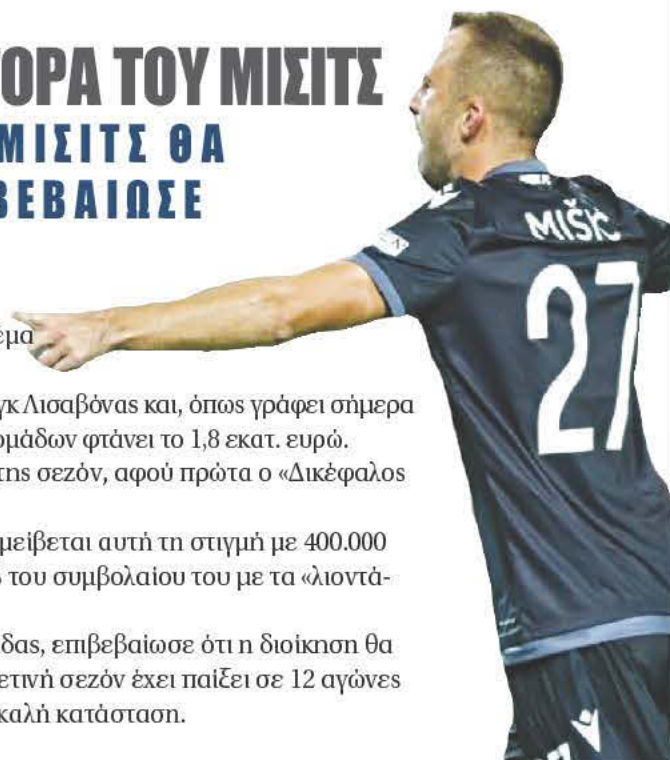 ΟΡΑ ΤΟΥ ΜΙΣΙΤΣ
ΜΙΣΙΤΣ ΘΑ
ΒΕΒΑΙΩΣΕ
έμα
γκ Λισαβόνας και, όπως γράφει σήμερα
ομάδων φτάνει το 1,8 εκατ. ευρώ.
της σεζόν, αφού πρώτα ο «Δικέφαλος
μείβεται αυτή τη στιγμή με 400.000
του συμβολαίου του με τα «λιοντά-
δας, επιβεβαίωσε ότι η διοίκηση θα
ετινή σεζόν έχει παίξει σε 12 αγώνες
καλή κατάσταση.
MIŠIĆ
27